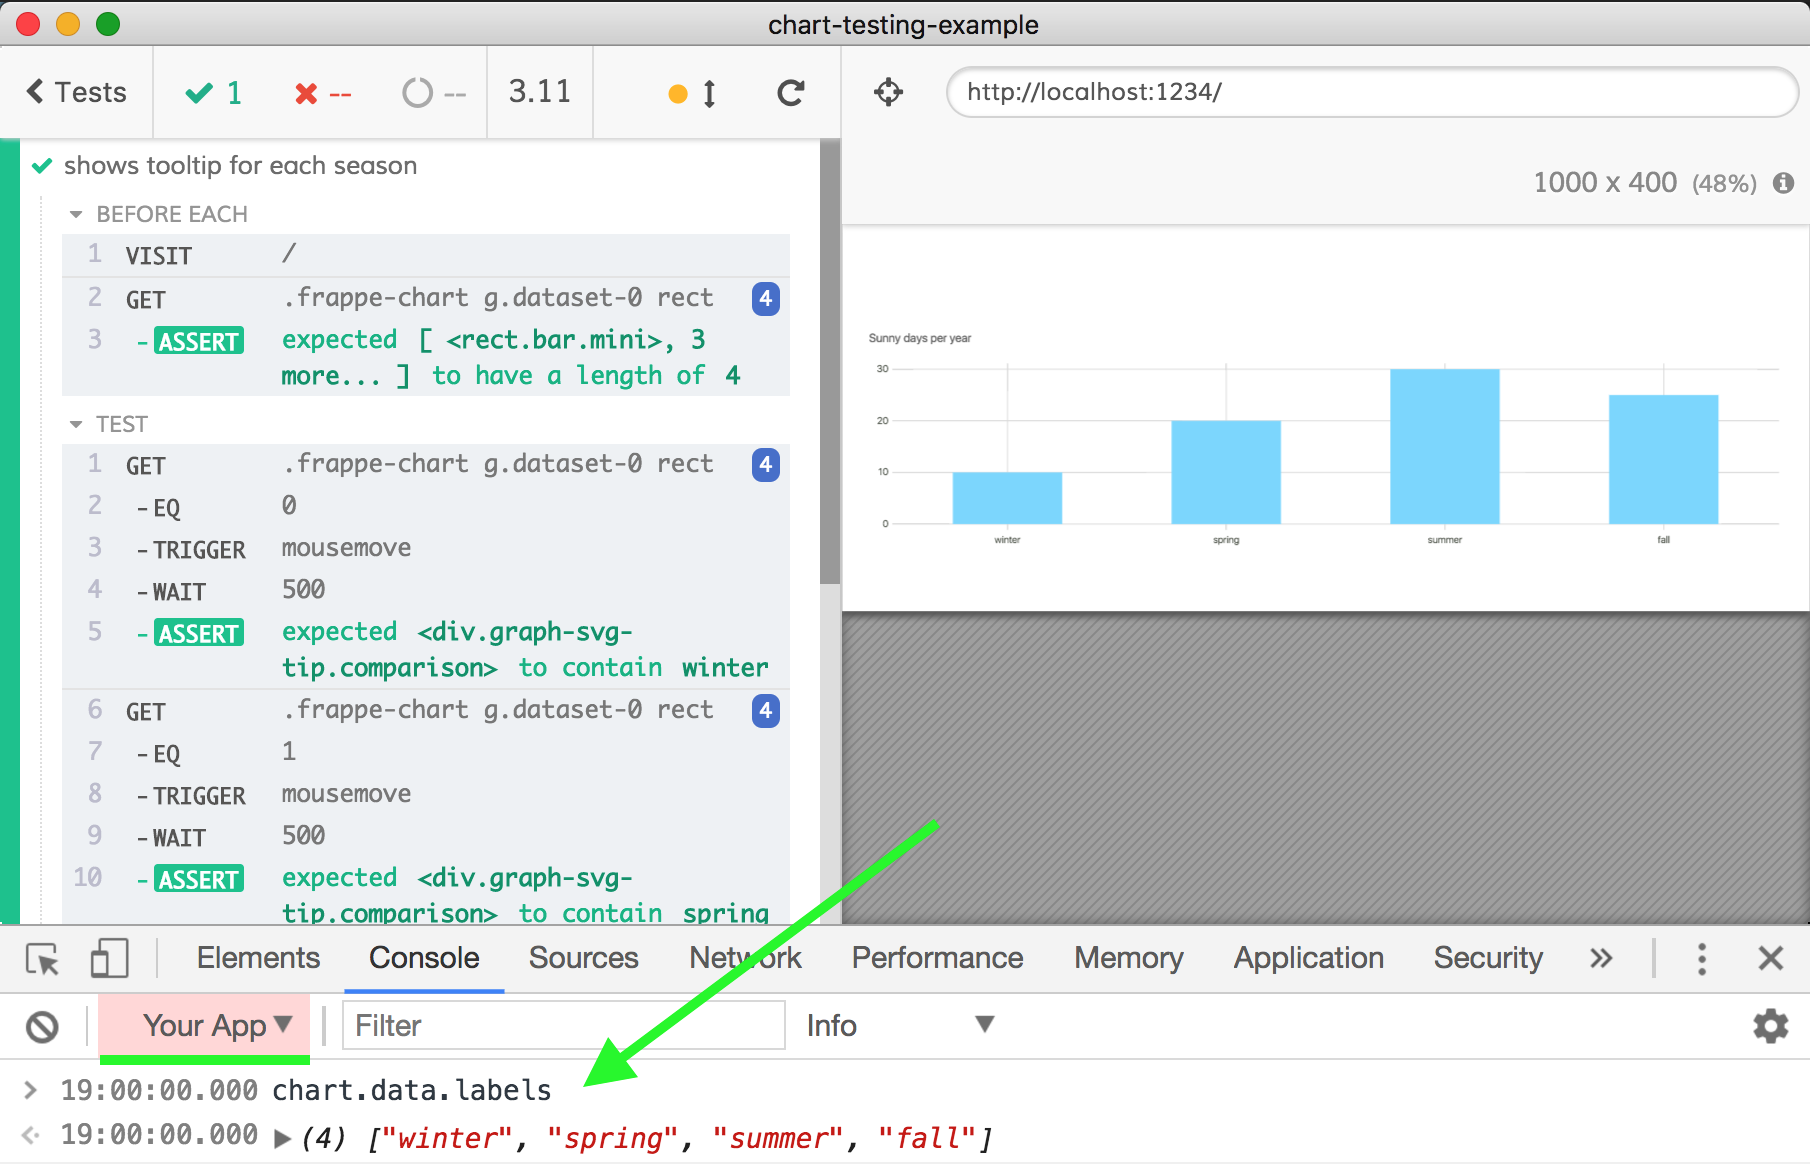 chart-testing-example
Tests 1 -- -- 3.11
http://localhost:1234/
1000 x 400 (48%)
shows tooltip for each season
BEFORE EACH
1 VISIT /
2 GET .frappe-chart g.dataset-0 rect 4
3 -ASSERT expected [ <rect.bar.mini>, 3
more... ] to have a length of 4
TEST
1 GET .frappe-chart g.dataset-0 rect 4
2 -EQ 0
3 -TRIGGER mousemove
4 -WAIT 500
5 -ASSERT expected <div.graph-svg-
tip.comparison> to contain winter
6 GET .frappe-chart g.dataset-0 rect 4
7 -EQ 1
8 -TRIGGER mousemove
9 -WAIT 500
10 -ASSERT expected <div.graph-svg-
tip.comparison> to contain spring
Sunny days per year
30
20
10
0
winter spring summer fall
Elements Console Sources Network Performance Memory Application Security »
Your App ▼ Filter Info ▼
> 19:00:00.000 chart.data.labels
19:00:00.000 ▶(4) ["winter", "spring", "summer", "fall"]